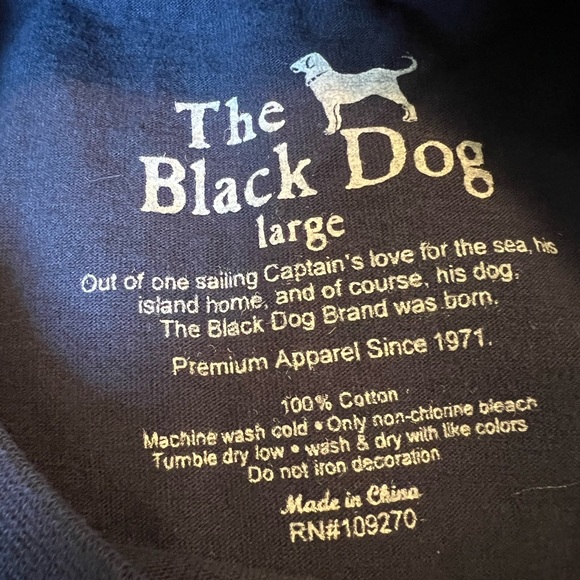 The
Black Dog
large
Out of one sailing Captain's love for the sea, his
island home, and of course, his dog,
The Black Dog Brand was born.
Premium Apparel Since 1971.
100% Cotton
Machine wash cold • Only non-chlorine bleach
Tumble dry low • wash & dry with like colors
Do not iron decoration
Made in China
RN#109270